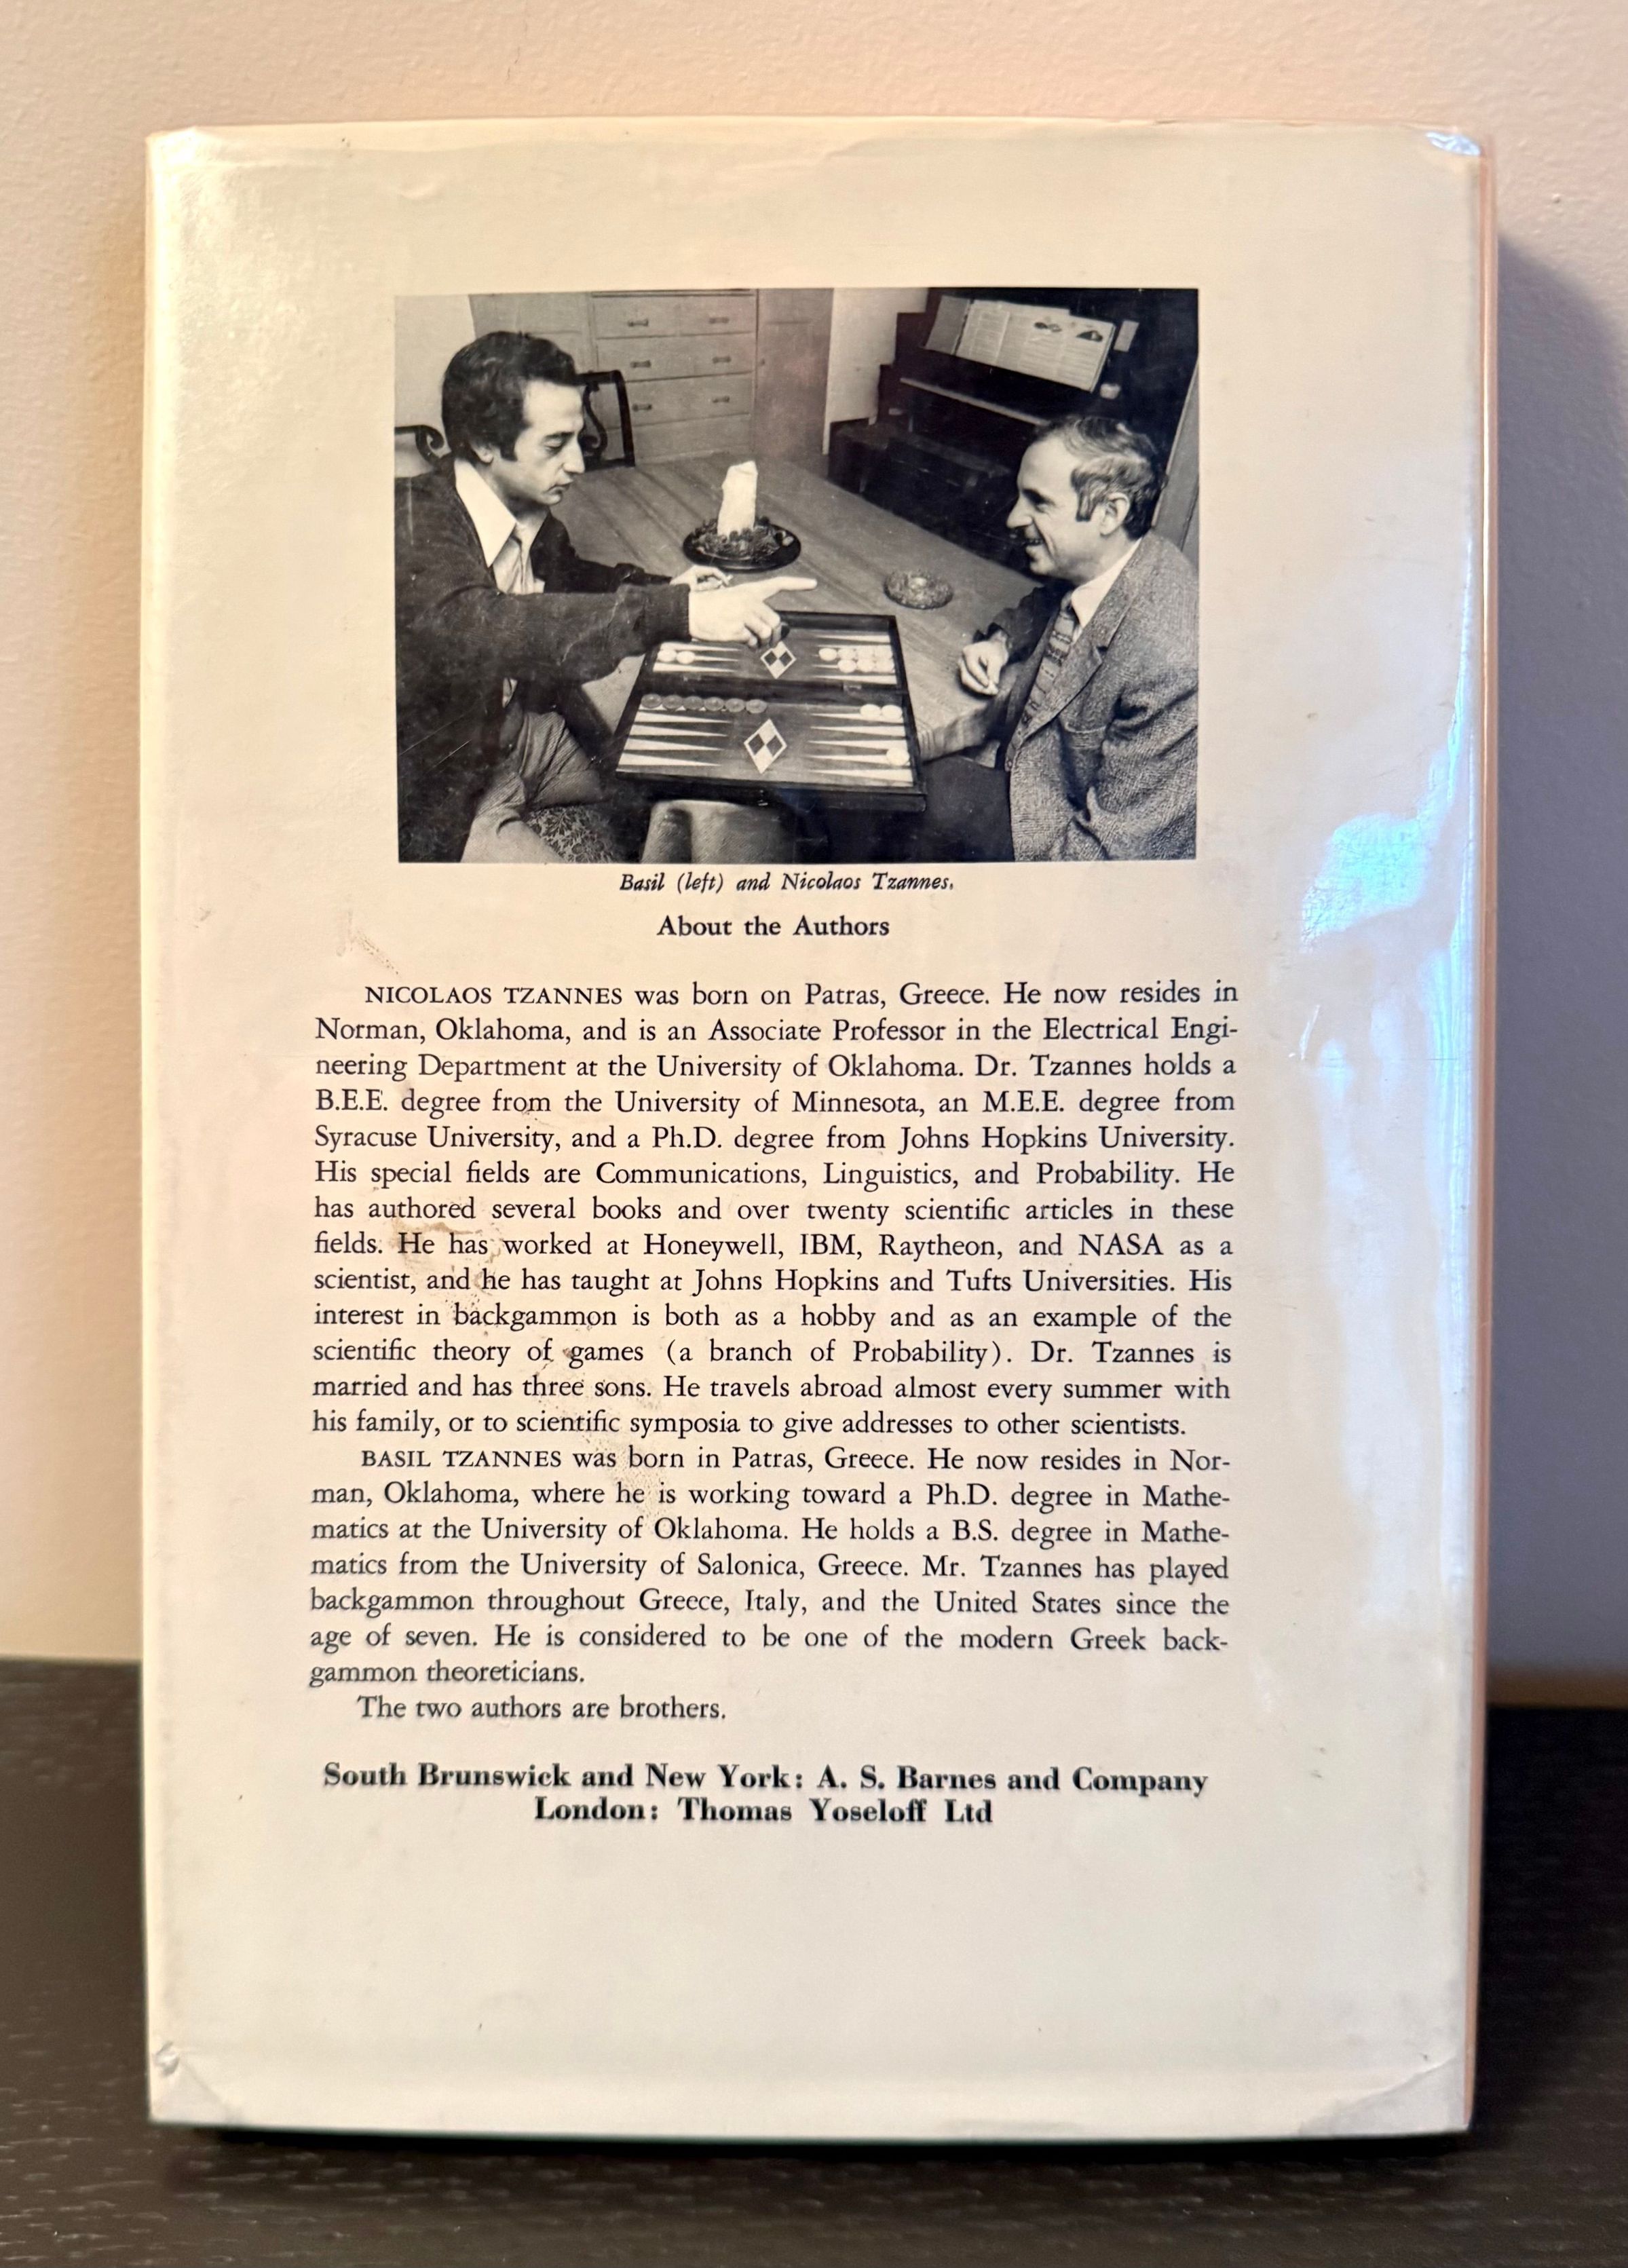 Basil (left) and Nicolaos Tzannes.
About the Authors
NICOLAOS TZANNES was born on Patras, Greece. He now resides in
Norman, Oklahoma, and is an Associate Professor in the Electrical Engi-
neering Department at the University of Oklahoma. Dr. Tzannes holds a
B.E.E. degree from the University of Minnesota, an M.E.E. degree from
Syracuse University, and a Ph.D. degree from Johns Hopkins University.
His special fields are Communications, Linguistics, and Probability. He
has authored several books and over twenty scientific articles in these
fields. He has worked at Honeywell, IBM, Raytheon, and NASA as a
scientist, and he has taught at Johns Hopkins and Tufts Universities. His
interest in backgammon is both as a hobby and as an example of the
scientific theory of games (a branch of Probability). Dr. Tzannes is
married and has three sons. He travels abroad almost every summer with
his family, or to scientific symposia to give addresses to other scientists.
BASIL TZANNES was born in Patras, Greece. He now resides in Nor-
man, Oklahoma, where he is working toward a Ph.D. degree in Mathe-
matics at the University of Oklahoma. He holds a B.S. degree in Mathe-
matics from the University of Salonica, Greece. Mr. Tzannes has played
backgammon throughout Greece, Italy, and the United States since the
age of seven. He is considered to be one of the modern Greek back-
gammon theoreticians.
The two authors are brothers.
South Brunswick and New York: A. S. Barnes and Company
London: Thomas Yoseloff Ltd